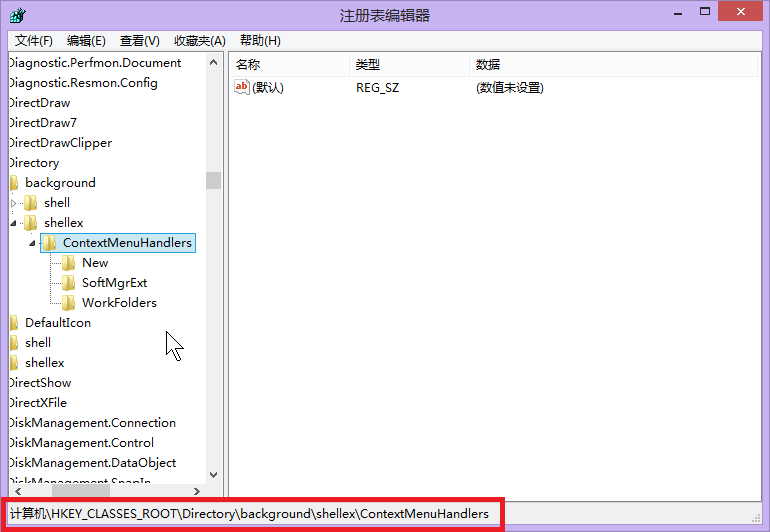 注册表编辑器
文件(F) 编辑(E) 查看(V) 收藏夹(A) 帮助(H)
Diagnostic.Perfmon.Document
Diagnostic.Resmon.Config
DirectDraw
DirectDraw7
DirectDrawClipper
Directory
background
shell
shellex
ContextMenuHandlers
New
SoftMgrExt
WorkFolders
DefaultIcon
shell
shellex
DirectShow
DirectXFile
DiskManagement.Connection
DiskManagement.Control
DiskManagement.DataObject
DiskManagement.SnapIn
名称 类型 数据
ab (默认) REG_SZ (数值未设置)
计算机\HKEY_CLASSES_ROOT\Directory\background\shellex\ContextMenuHandlers